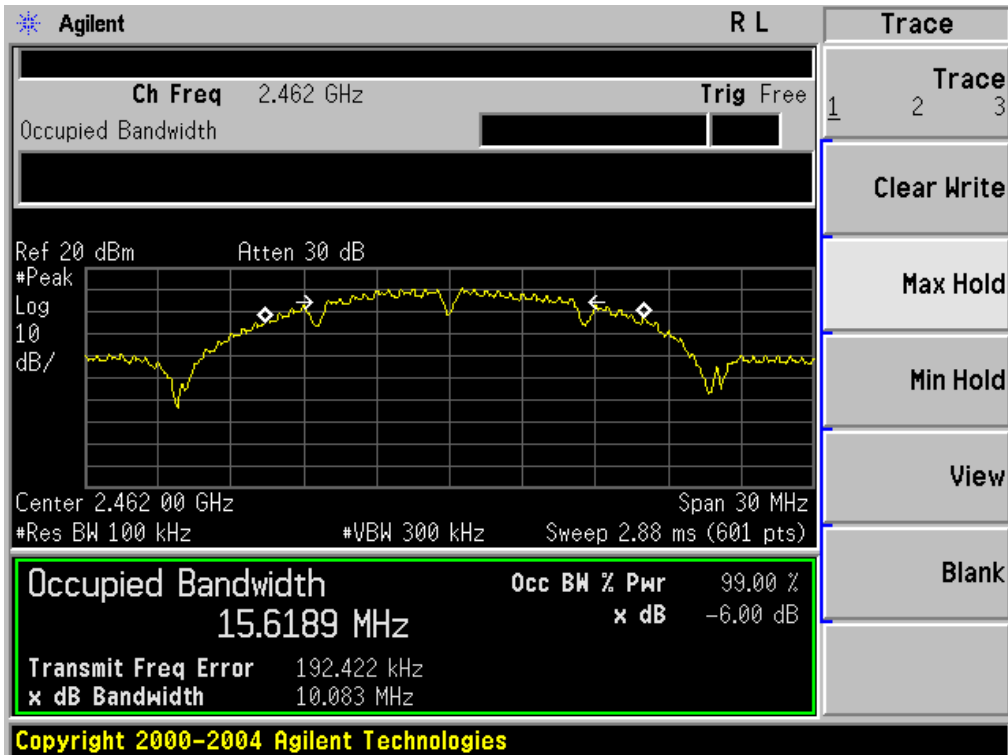 Agilent R L Trace
Ch Freq 2.462 GHz Trig Free
Occupied Bandwidth
Trace
1 2 3
Clear Write
Max Hold
Min Hold
View
Blank
Ref 20 dBm Atten 30 dB
#Peak
Log
10
dB/
Center 2.462 00 GHz Span 30 MHz
#Res BW 100 kHz #VBW 300 kHz Sweep 2.88 ms (601 pts)
Occupied Bandwidth Occ BW % Pwr 99.00 %
15.6189 MHz x dB -6.00 dB
Transmit Freq Error 192.422 kHz
x dB Bandwidth 10.083 MHz
Copyright 2000-2004 Agilent Technologies